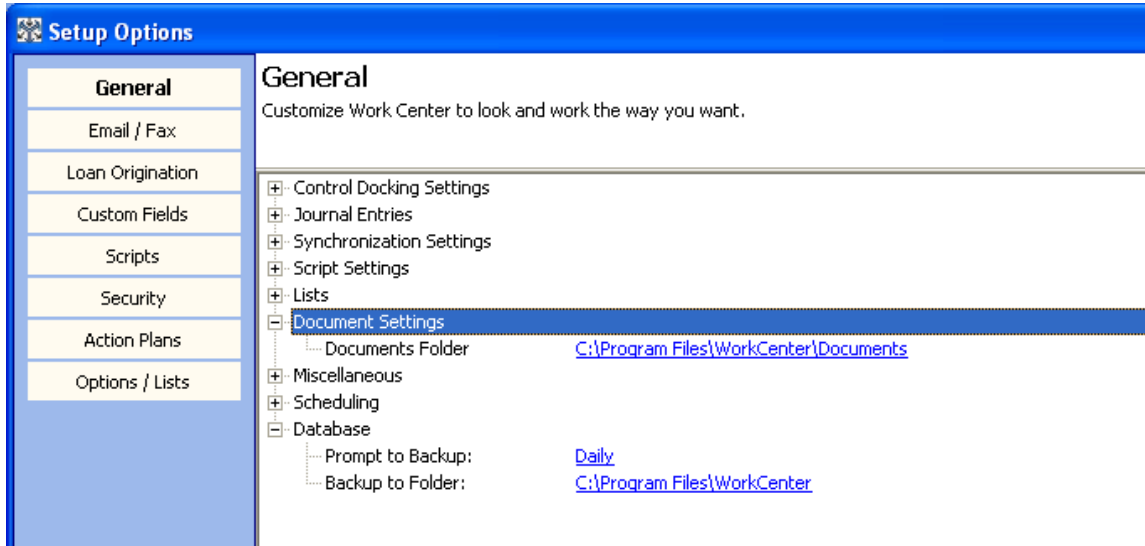 Setup Options
General
Email / Fax
Loan Origination
Custom Fields
Scripts
Security
Action Plans
Options / Lists
General
Customize Work Center to look and work the way you want.
Control Docking Settings
Journal Entries
Synchronization Settings
Script Settings
Lists
Document Settings
Documents Folder C:\Program Files\WorkCenter\Documents
Miscellaneous
Scheduling
Database
Prompt to Backup: Daily
Backup to Folder: C:\Program Files\WorkCenter